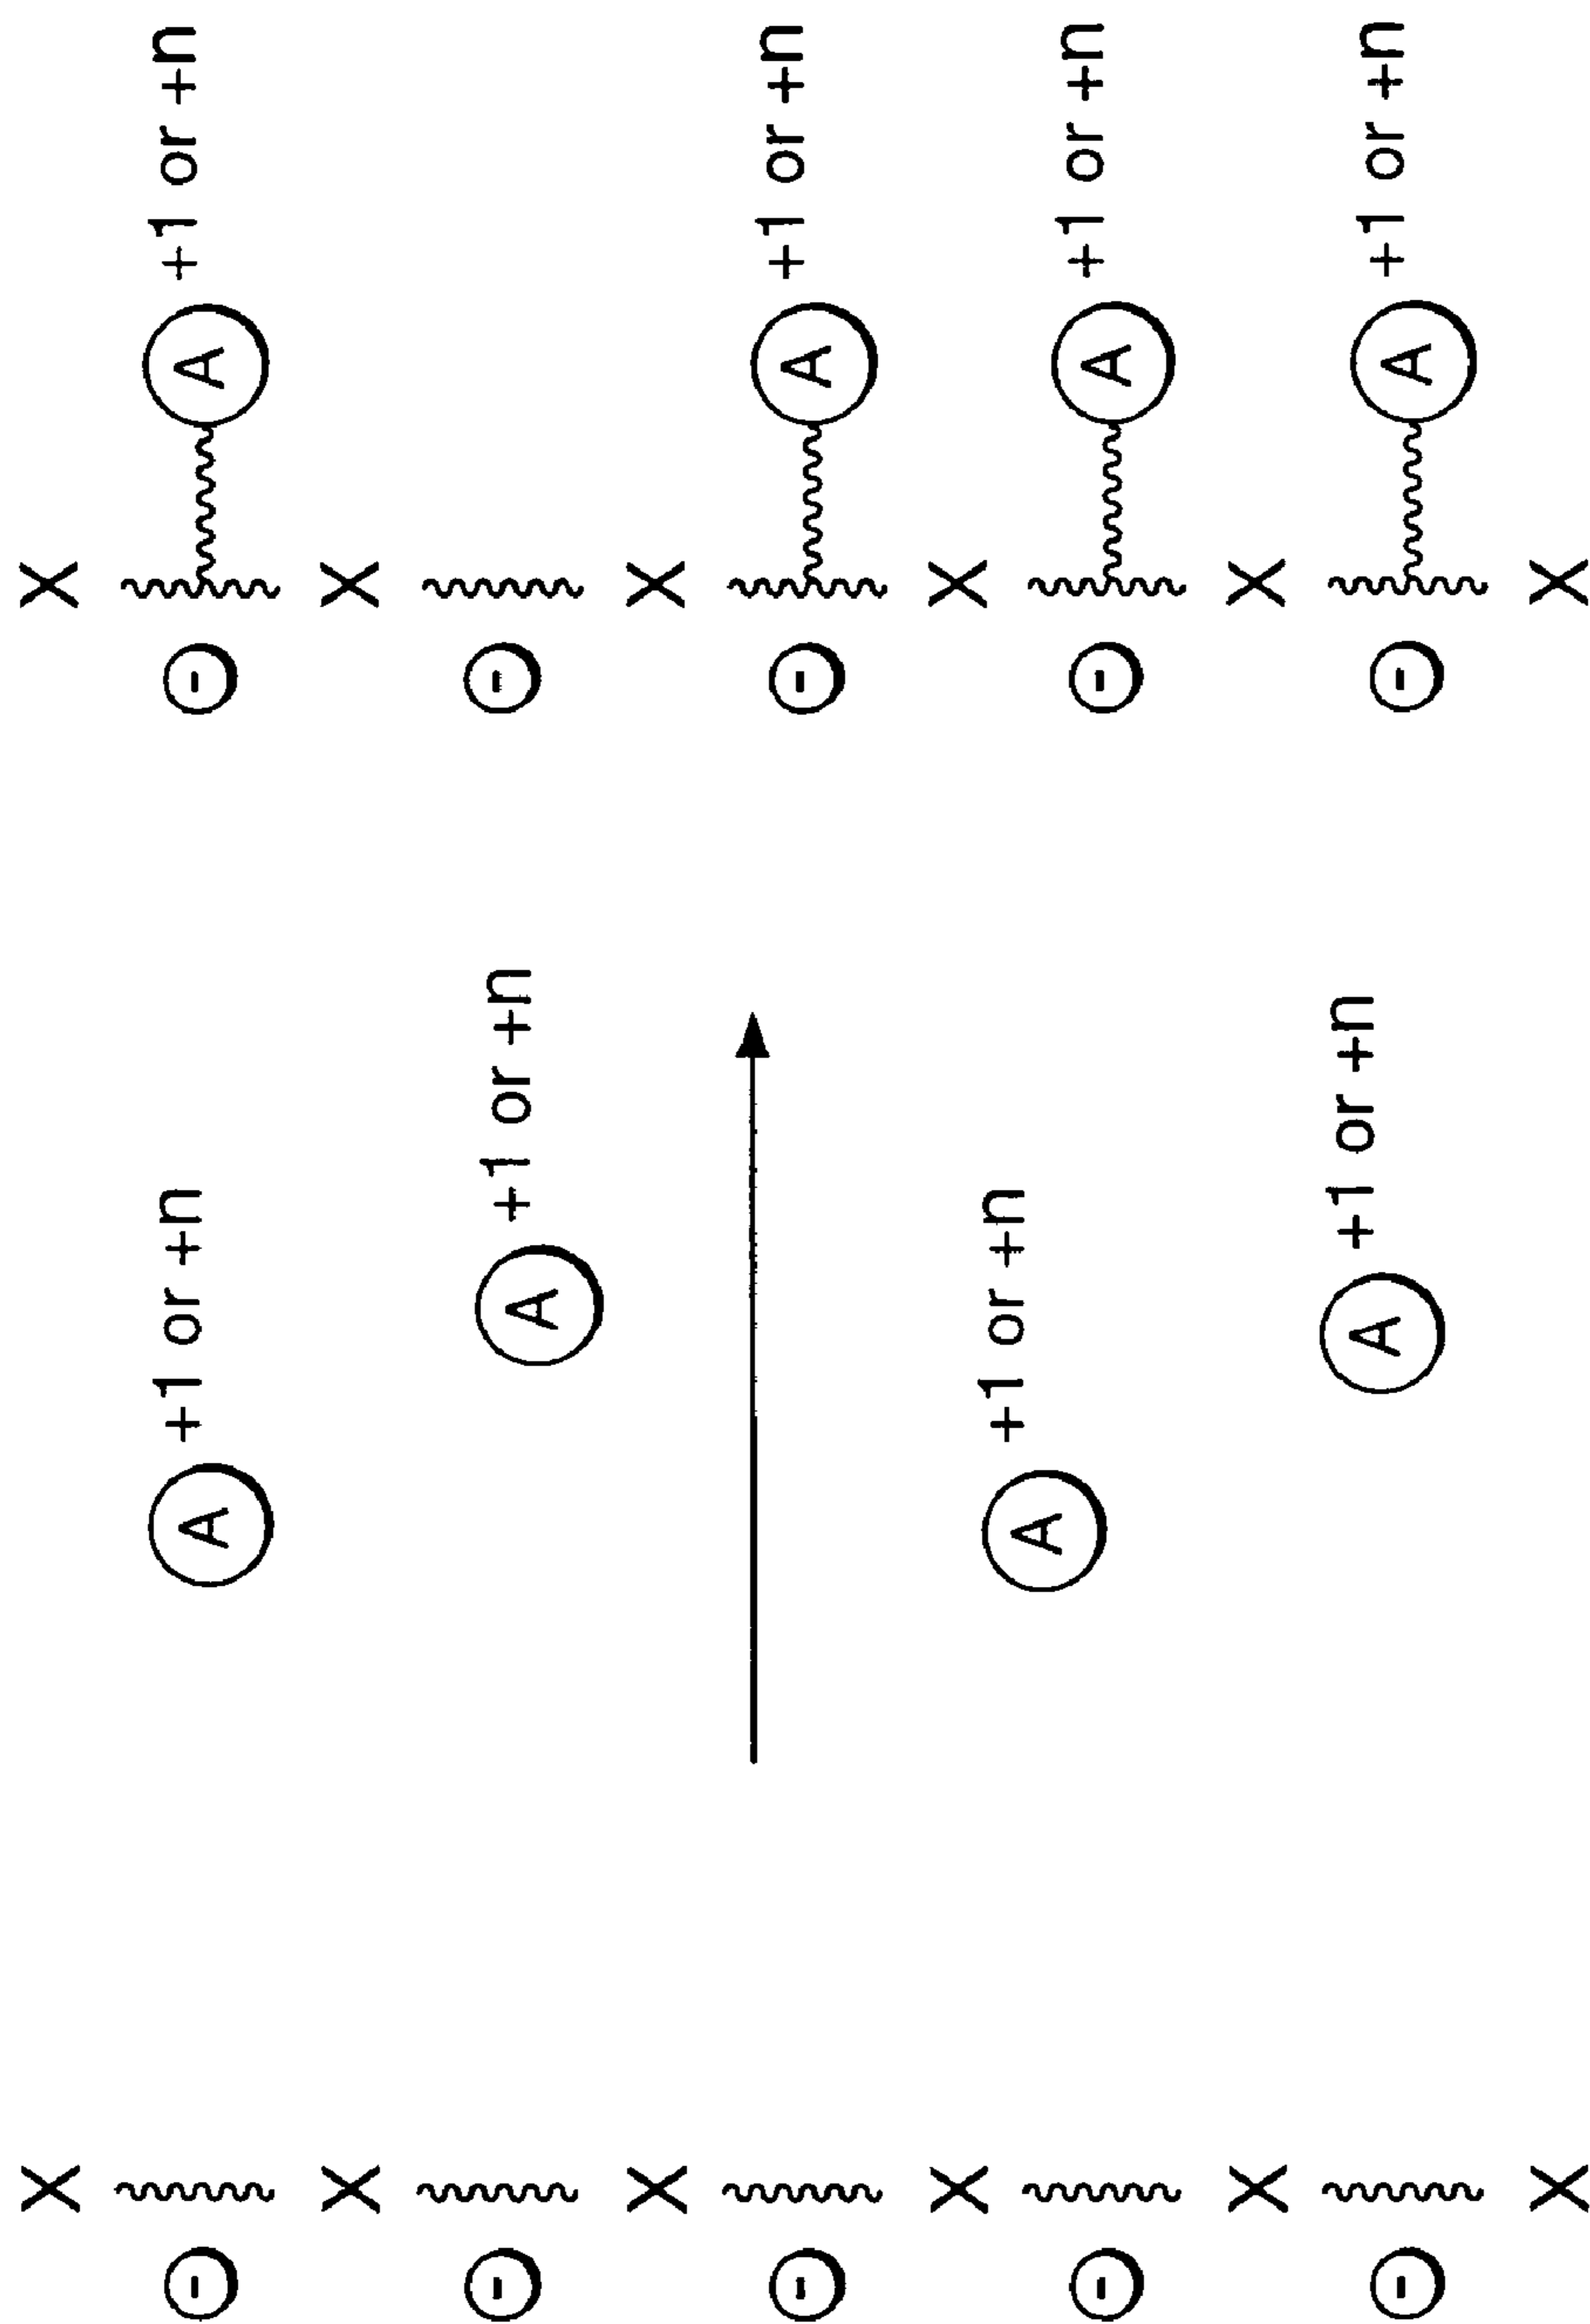 X X
- A +1 or +n - A +1 or +n
X X
- A +1 or +n -
X X
- - A +1 or +n
X X
- A +1 or +n - A +1 or +n
X X
- A +1 or +n - A +1 or +n
X X